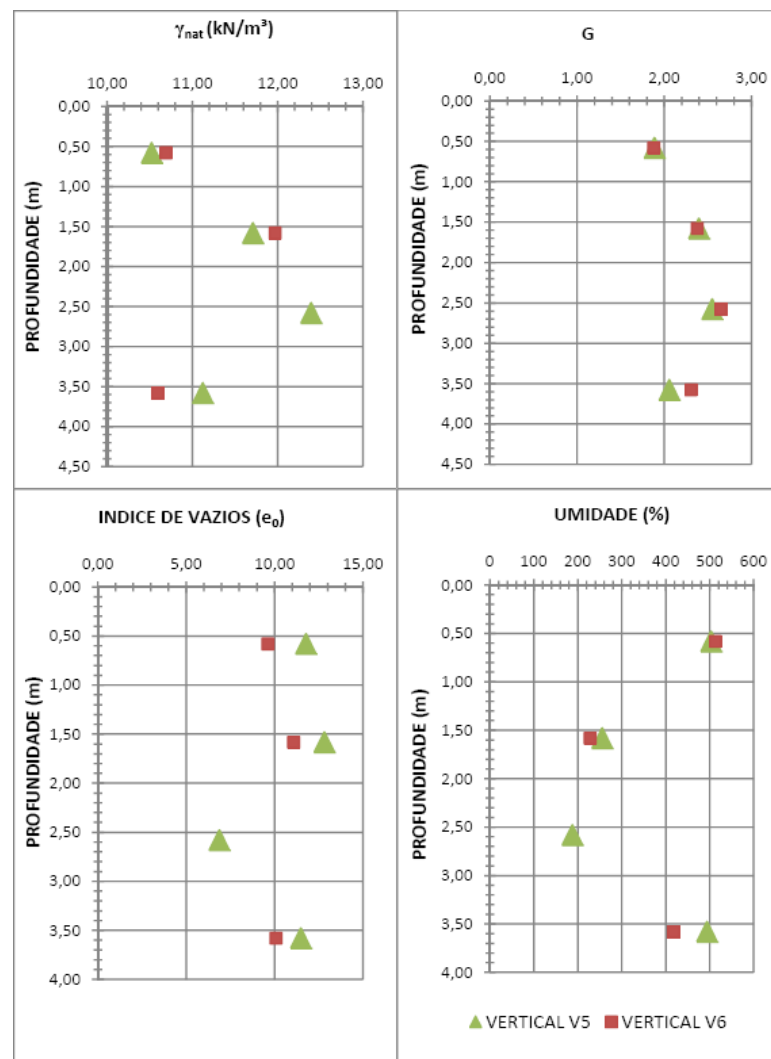 γnat (kN/m³)
10,00 11,00 12,00 13,00
0,00
0,50
1,00
1,50
2,00
2,50
3,00
3,50
4,00
4,50
PROFUNDIDADE (m)
G
0,00 1,00 2,00 3,00
0,00
0,50
1,00
1,50
2,00
2,50
3,00
3,50
4,00
4,50
PROFUNDIDADE (m)
INDICE DE VAZIOS (e₀)
0,00 5,00 10,00 15,00
0,00
0,50
1,00
1,50
2,00
2,50
3,00
3,50
4,00
PROFUNDIDADE (m)
UMIDADE (%)
0 100 200 300 400 500 600
0,00
0,50
1,00
1,50
2,00
2,50
3,00
3,50
4,00
PROFUNDIDADE (m)
VERTICAL V5 VERTICAL V6